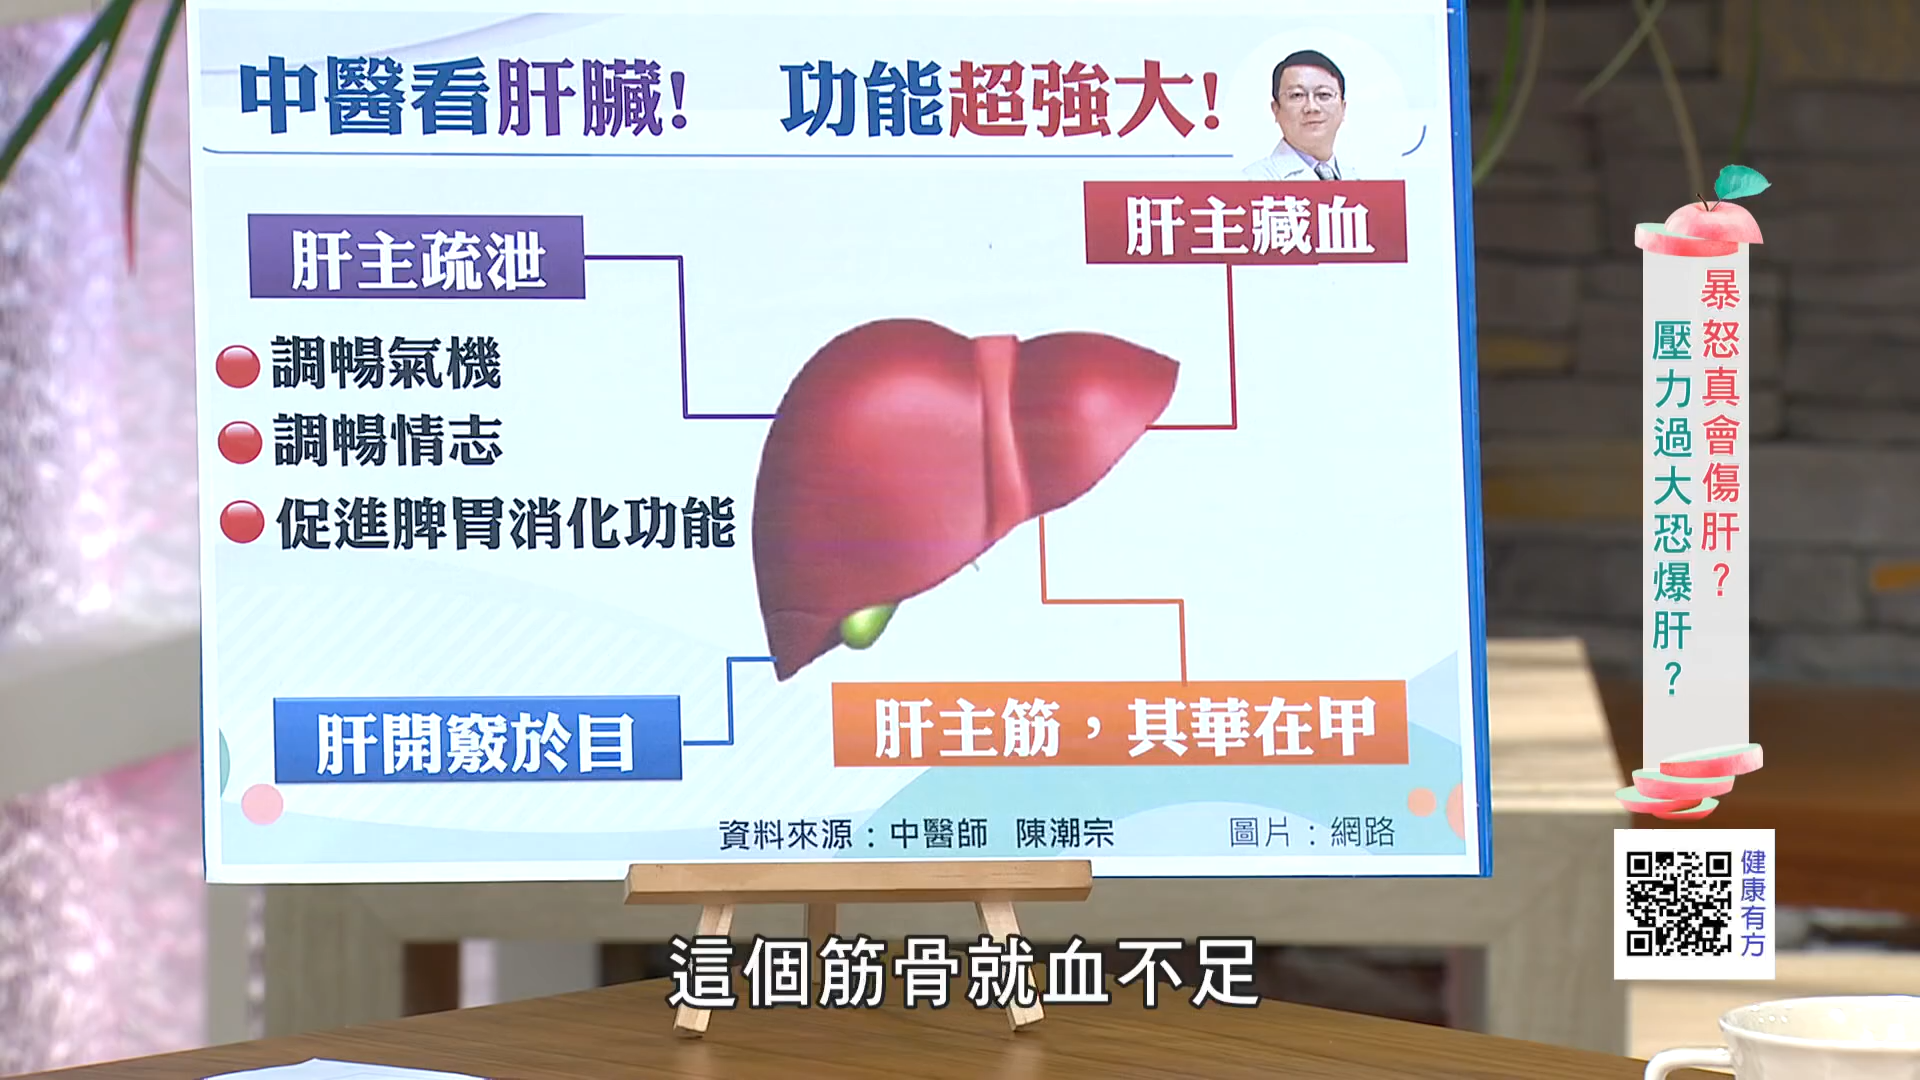 中醫看肝臟! 功能超強大!
肝主疏泄
調暢氣機
調暢情志
促進脾胃消化功能
肝主藏血
肝開竅於目
肝主筋，其華在甲
資料來源：中醫師 陳潮宗 圖片：網路
這個筋骨就血不足
暴怒真會傷肝？
壓力過大恐爆肝？
健康有方